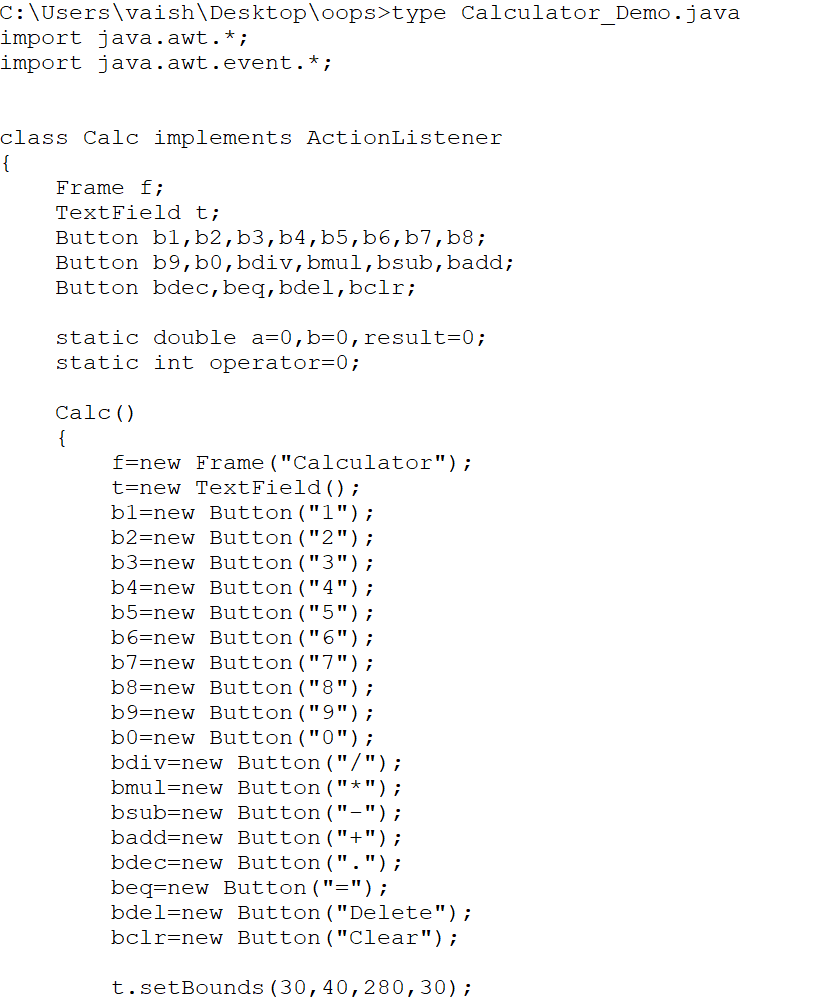 C:\Users\vaish\Desktop\oops>type Calculator_Demo.java
import java.awt.*;
import java.awt.event.*;
class Calc implements ActionListener
{
    Frame f;
    TextField t;
    Button b1,b2,b3,b4,b5,b6,b7,b8;
    Button b9,b0,bdiv,bmul,bsub,badd;
    Button bdec,beq,bdel,bclr;
    static double a=0,b=0,result=0;
    static int operator=0;
    Calc()
    {
        f=new Frame("Calculator");
        t=new TextField();
        b1=new Button("1");
        b2=new Button("2");
        b3=new Button("3");
        b4=new Button("4");
        b5=new Button("5");
        b6=new Button("6");
        b7=new Button("7");
        b8=new Button("8");
        b9=new Button("9");
        b0=new Button("0");
        bdiv=new Button("/");
        bmul=new Button("*");
        bsub=new Button("-");
        badd=new Button("+");
        bdec=new Button(".");
        beq=new Button("=");
        bdel=new Button("Delete");
        bclr=new Button("Clear");
        t.setBounds(30,40,280,30);